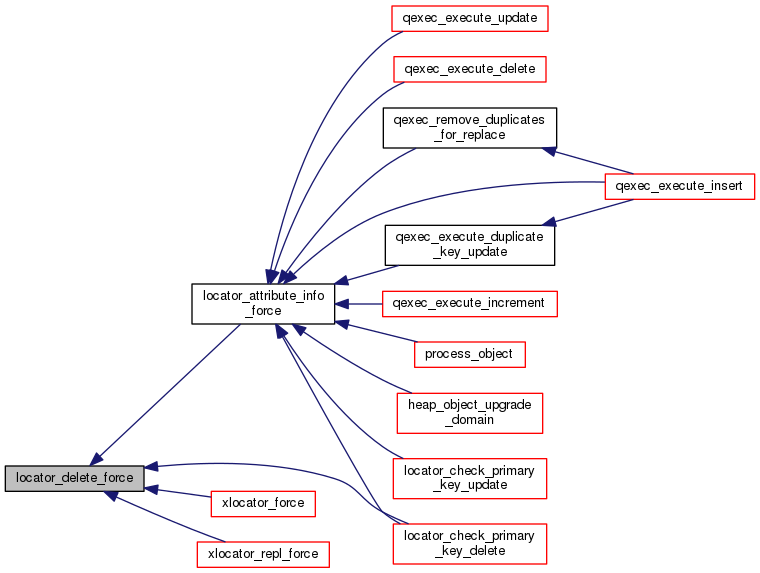 qexec_execute_update
qexec_execute_delete
qexec_remove_duplicates
_for_replace
qexec_execute_insert
qexec_execute_duplicate
_key_update
locator_attribute_info
_force
qexec_execute_increment
process_object
heap_object_upgrade
_domain
locator_check_primary
_key_update
locator_delete_force
xlocator_force
locator_check_primary
_key_delete
xlocator_repl_force